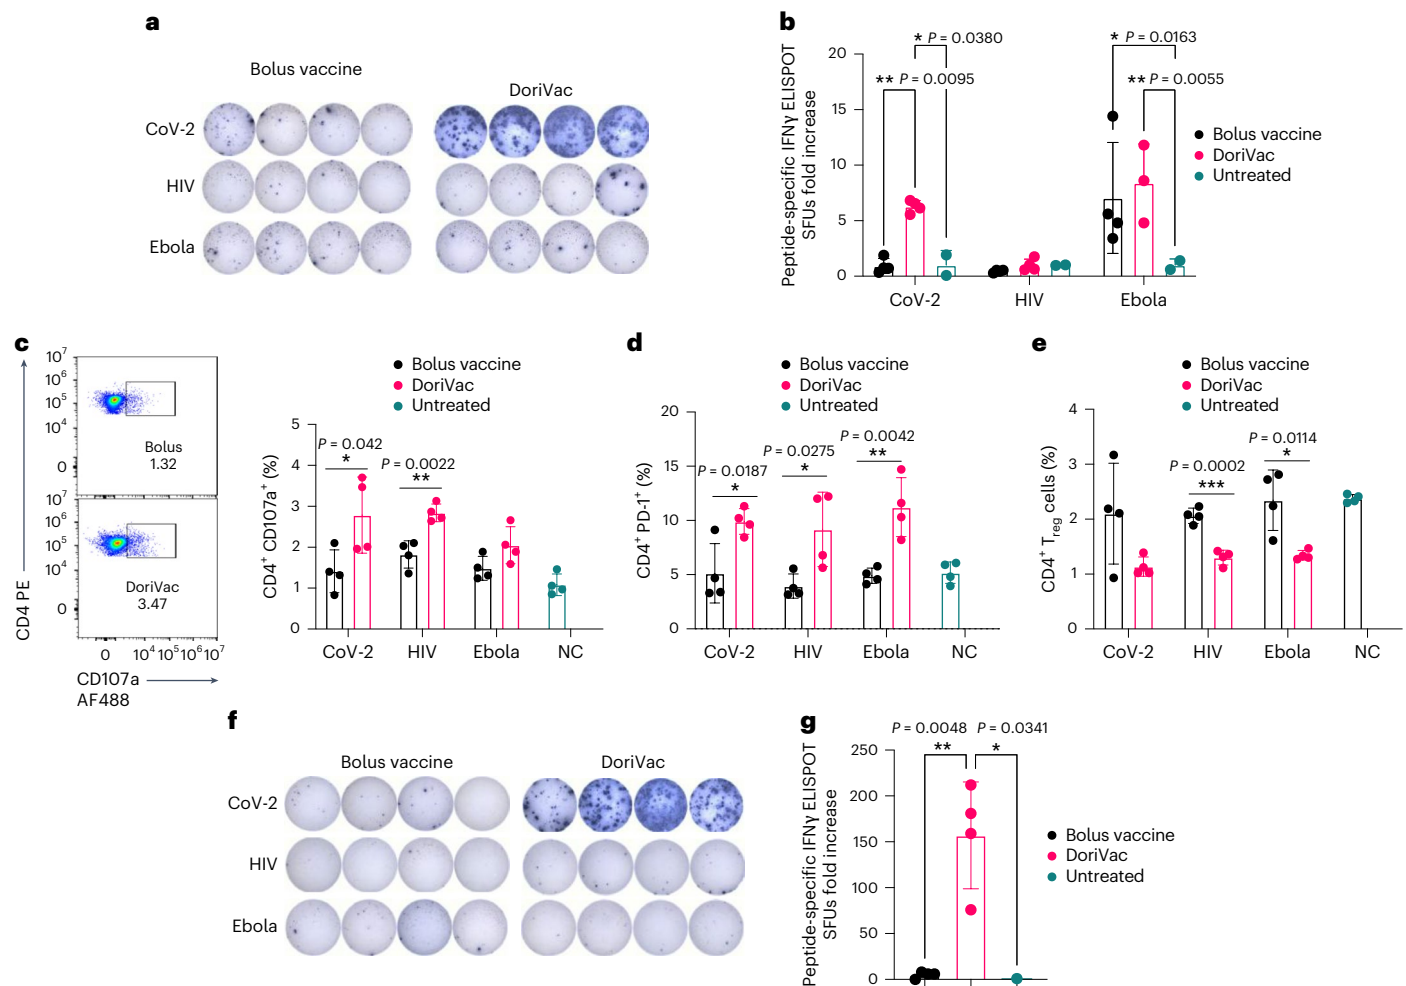 a
Bolus vaccine
DoriVac
CoV-2
HIV
Ebola
b
Peptide-specific IFNγ ELISPOT
SFUs fold increase
20
15
10
5
0
* P = 0.0380
** P = 0.0095
* P = 0.0163
** P = 0.0055
CoV-2
HIV
Ebola
Bolus vaccine
DoriVac
Untreated
c
CD4 PE
10⁷
10⁶
10⁵
10⁴
0
Bolus
1.32
10⁷
10⁶
10⁵
10⁴
0
DoriVac
3.47
0 10⁴ 10⁵ 10⁶ 10⁷
CD107a
AF488
Bolus vaccine
DoriVac
Untreated
CD4⁺ CD107a⁺ (%)
5
4
3
2
1
0
P = 0.042
*
P = 0.0022
**
CoV-2
HIV
Ebola
NC
d
Bolus vaccine
DoriVac
Untreated
CD4⁺ PD-1⁺ (%)
20
15
10
5
0
P = 0.0187
*
P = 0.0275
*
P = 0.0042
**
CoV-2
HIV
Ebola
NC
e
Bolus vaccine
DoriVac
Untreated
CD4⁺ Treg cells (%)
4
3
2
1
0
P = 0.0002
***
P = 0.0114
*
CoV-2
HIV
Ebola
NC
f
Bolus vaccine
DoriVac
CoV-2
HIV
Ebola
g
Peptide-specific IFNγ ELISPOT
SFUs fold increase
250
200
150
100
50
0
P = 0.0048
**
P = 0.0341
*
Bolus vaccine
DoriVac
Untreated